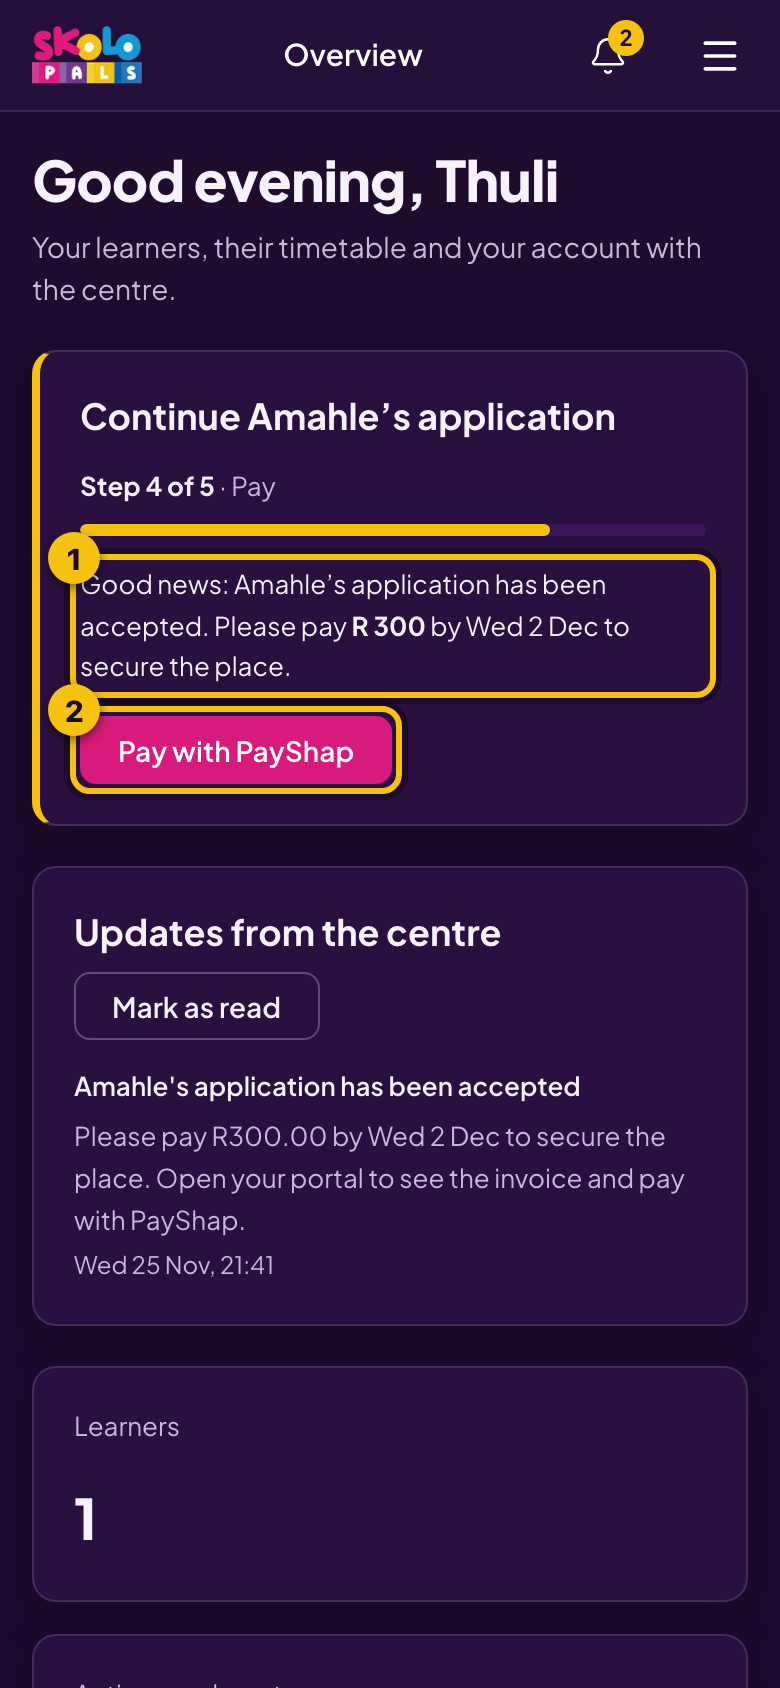 SKOLO
PALS
Overview
2
Good evening, Thuli
Your learners, their timetable and your account with
the centre.
Continue Amahle’s application
Step 4 of 5 · Pay
1
Good news: Amahle’s application has been
accepted. Please pay R 300 by Wed 2 Dec to
secure the place.
2
Pay with PayShap
Updates from the centre
Mark as read
Amahle's application has been accepted
Please pay R300.00 by Wed 2 Dec to secure the
place. Open your portal to see the invoice and pay
with PayShap.
Wed 25 Nov, 21:41
Learners
1